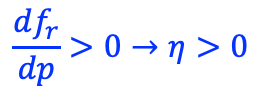 df_r/dp > 0 → η > 0